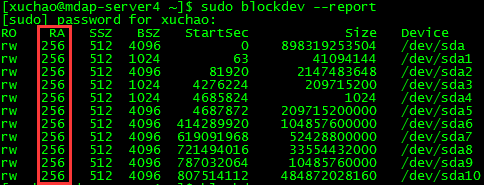 [xuchao@mdap-server4 ~]$ sudo blockdev --report
[sudo] password for xuchao:
RO RA SSZ BSZ StartSec Size Device
rw 256 512 4096 0 898319253504 /dev/sda
rw 256 512 1024 63 41094144 /dev/sda1
rw 256 512 4096 81920 2147483648 /dev/sda2
rw 256 512 1024 4276224 209715200 /dev/sda3
rw 256 512 1024 4685824 1024 /dev/sda4
rw 256 512 4096 4687872 209715200000 /dev/sda5
rw 256 512 4096 414289920 104857600000 /dev/sda6
rw 256 512 4096 619091968 52428800000 /dev/sda7
rw 256 512 4096 721494016 33554432000 /dev/sda8
rw 256 512 4096 787032064 10485760000 /dev/sda9
rw 256 512 4096 807514112 484872028160 /dev/sda10